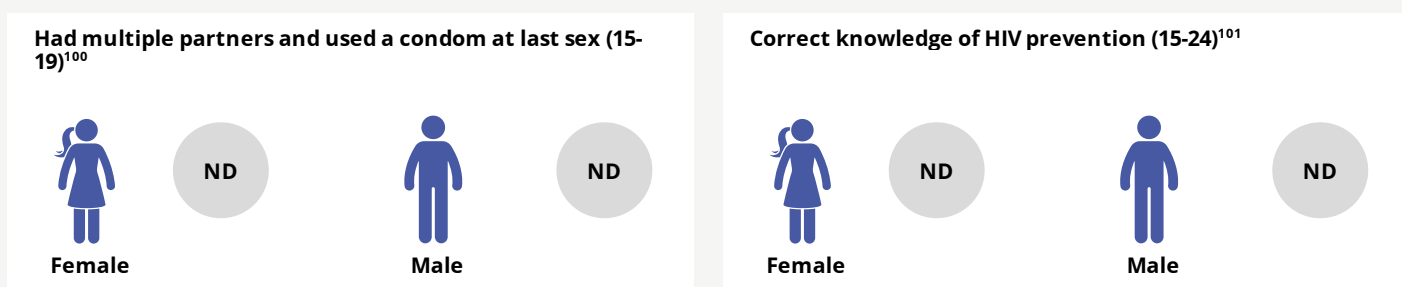 Had multiple partners and used a condom at last sex (15-
19)¹⁰⁰
ND
ND
Female
Male
Correct knowledge of HIV prevention (15-24)¹⁰¹
ND
ND
Female
Male